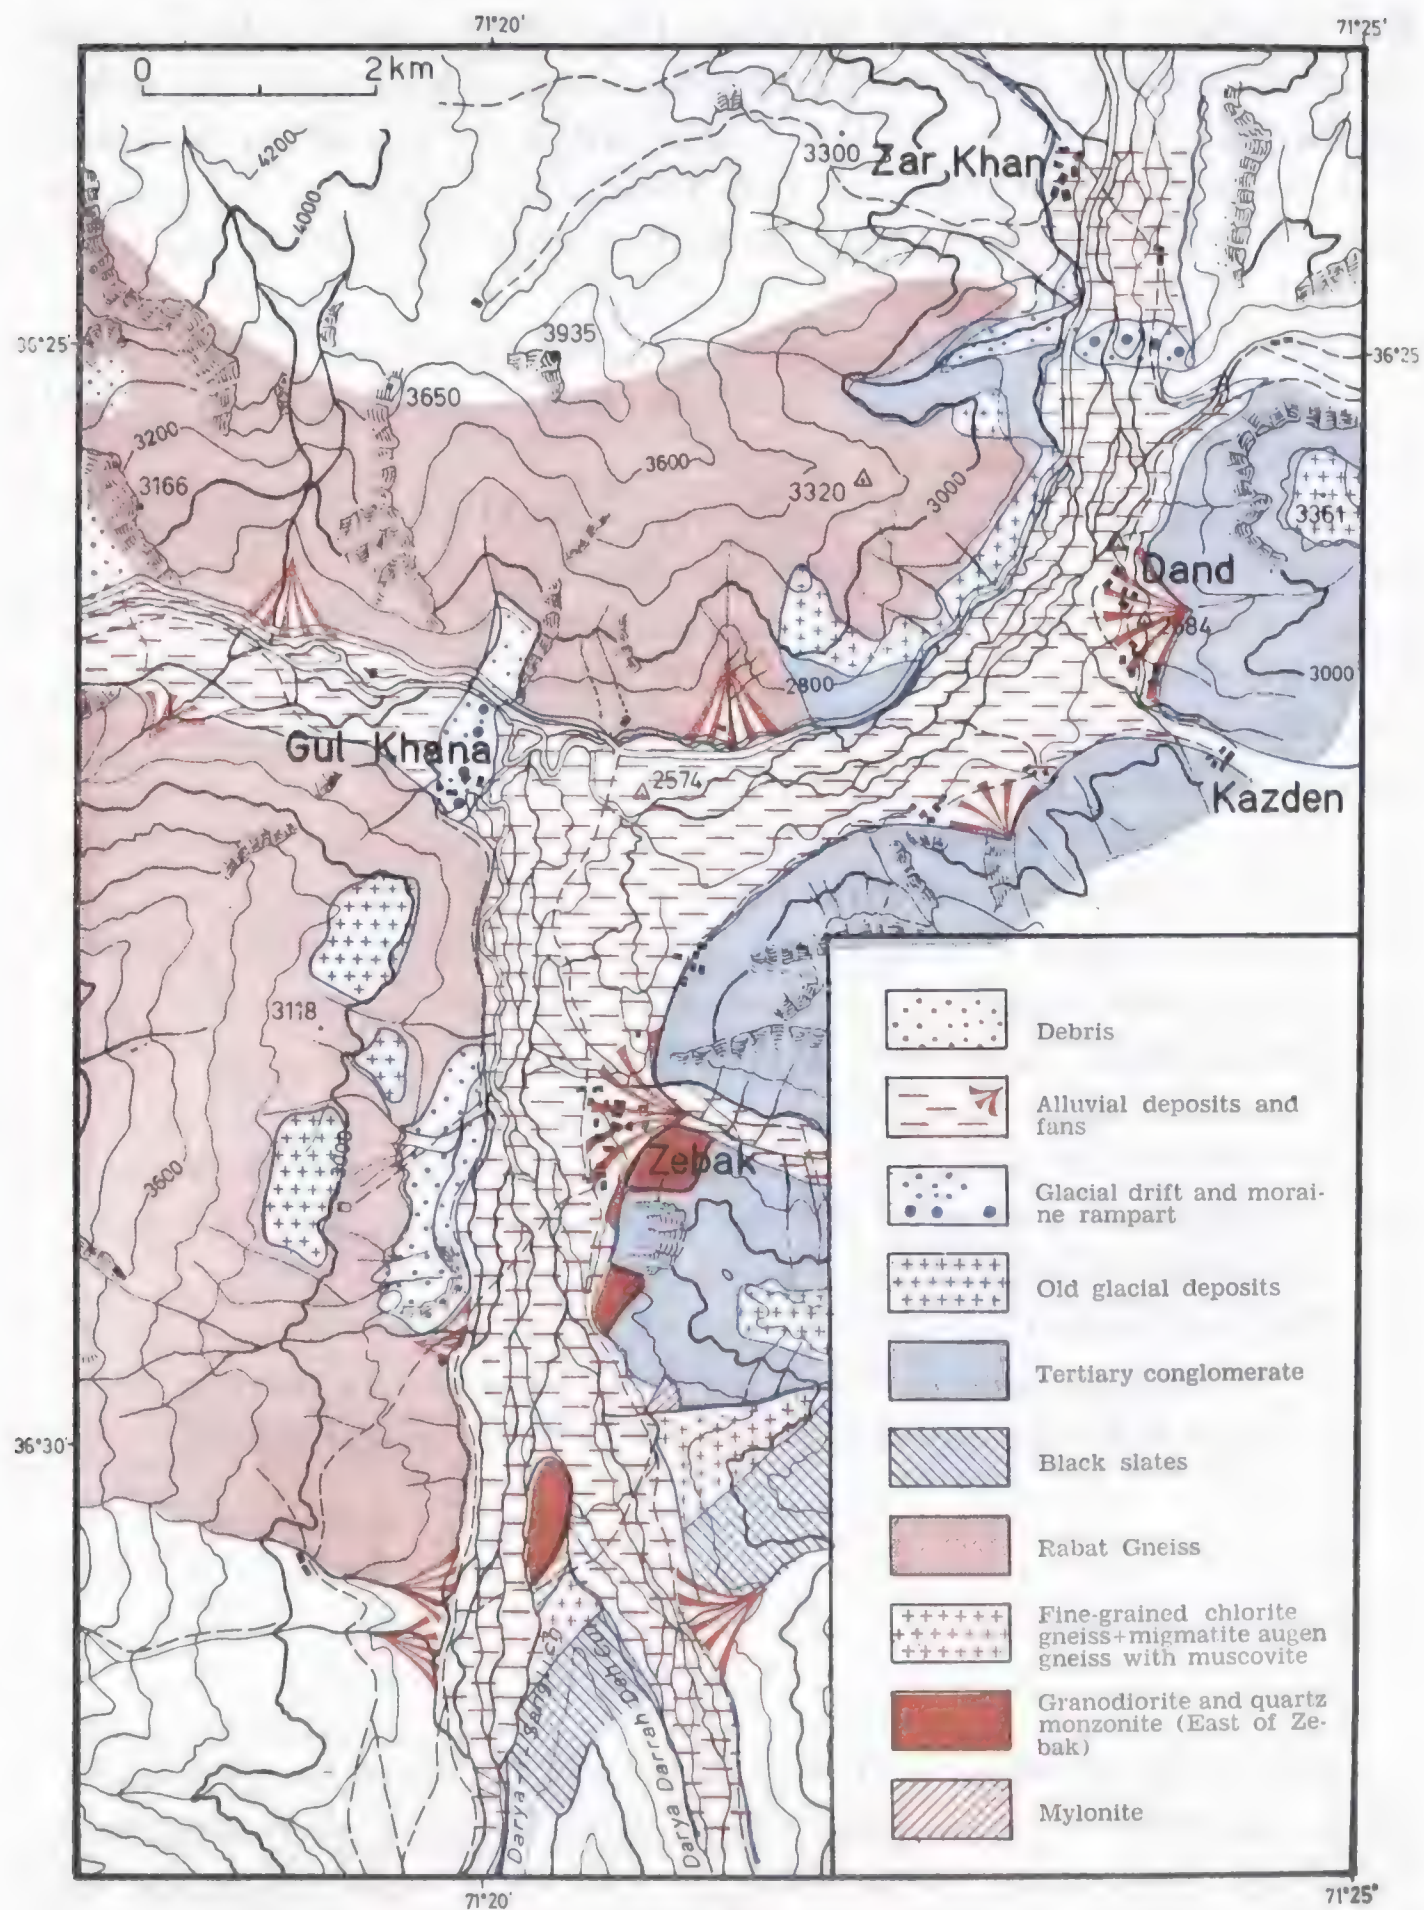 71°20'
71°25'
0 2km
4200
4000
3300
Zar Khan
36°25'
36°25
3935
3650
3200
3166
3600
3320
3000
3361
Dand
2684
3000
2800
Gul Khana
2574
Kazden
3118
3000
3600
Zebak
36°30'
Darya - Sanglich
Darya Darrah Deh Gul
71°20'
71°25"
Debris
Alluvial deposits and
fans
Glacial drift and morai-
ne rampart
Old glacial deposits
Tertiary conglomerate
Black slates
Rabat Gneiss
Fine-grained chlorite
gneiss+migmatite augen
gneiss with muscovite
Granodiorite and quartz
monzonite (East of Ze-
bak)
Mylonite